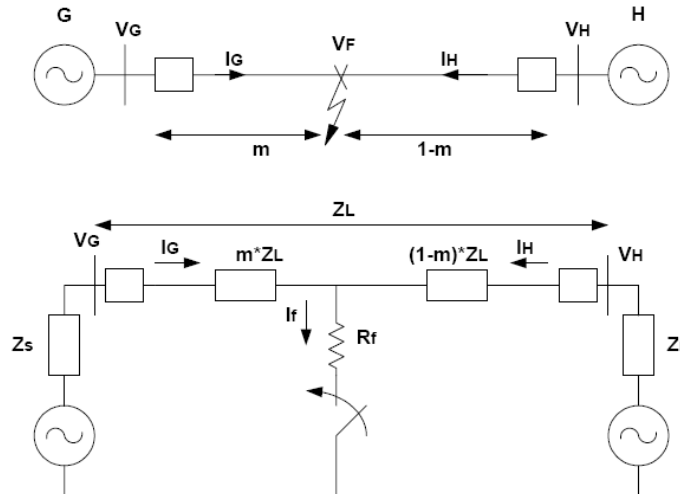 G
H
VG
VF
VH
IG
IH
m
1-m
ZL
VG
IG
m*ZL
(1-m)*ZL
IH
VH
If
Rf
Zs
Z